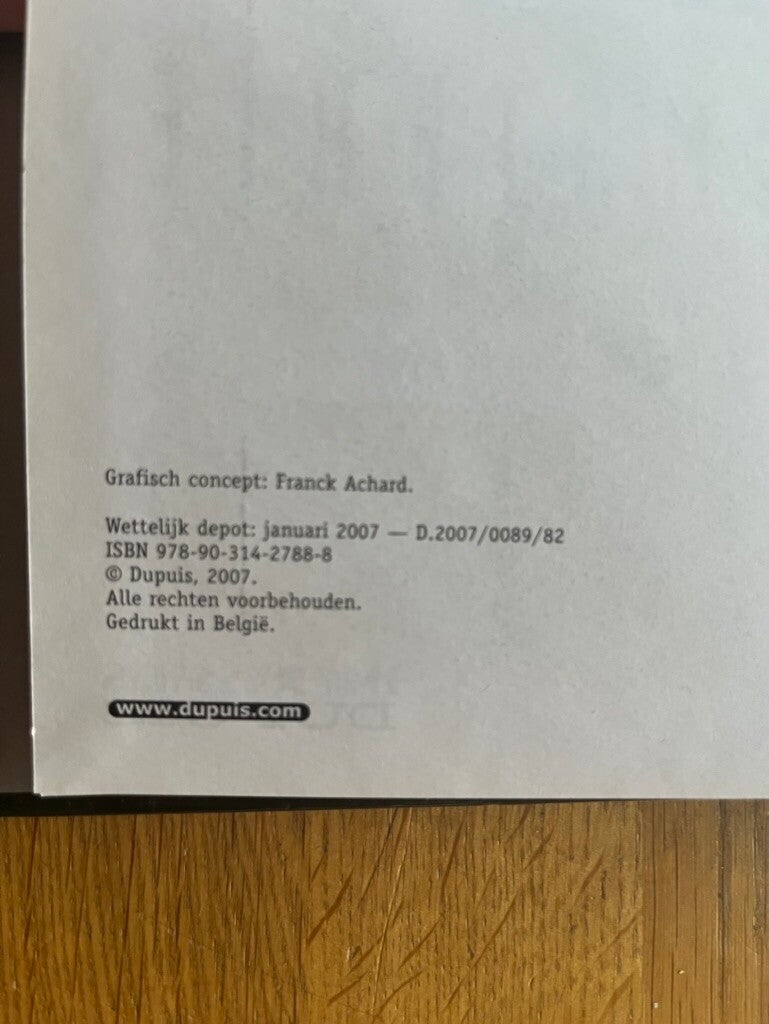 Grafisch concept: Franck Achard.
Wettelijk depot: januari 2007 — D.2007/0089/82
ISBN 978-90-314-2788-8
© Dupuis, 2007.
Alle rechten voorbehouden.
Gedrukt in België.
www.dupuis.com